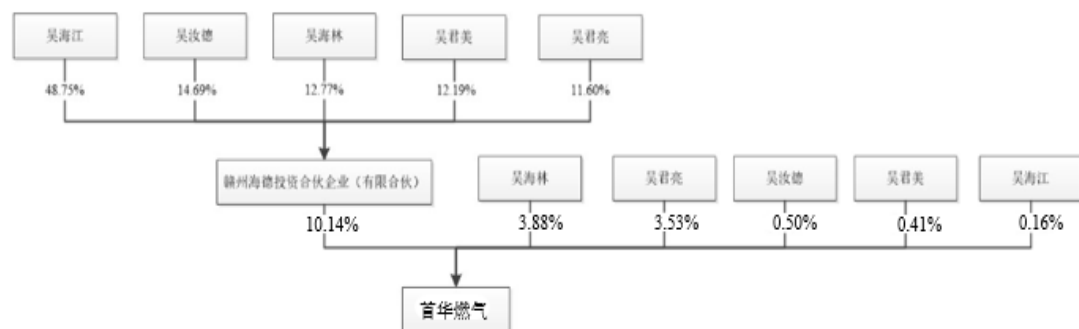 吴海江
吴汝德
吴海林
吴君美
吴君亮
48.75%
14.69%
12.77%
12.19%
11.60%
赣州海德投资合伙企业（有限合伙）
吴海林
吴君亮
吴汝德
吴君美
吴海江
10.14%
3.88%
3.53%
0.50%
0.41%
0.16%
首华燃气